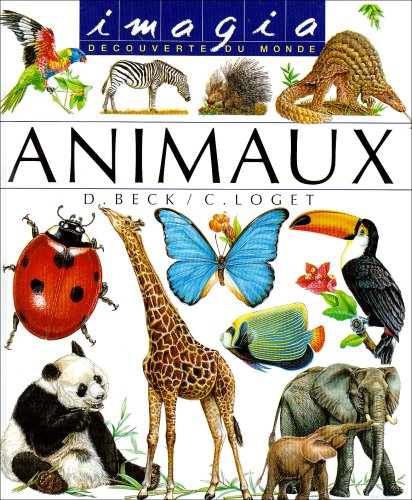 imagia
DECOUVERTE DU MONDE
ANIMAUX
D. BECK / C. LOGET